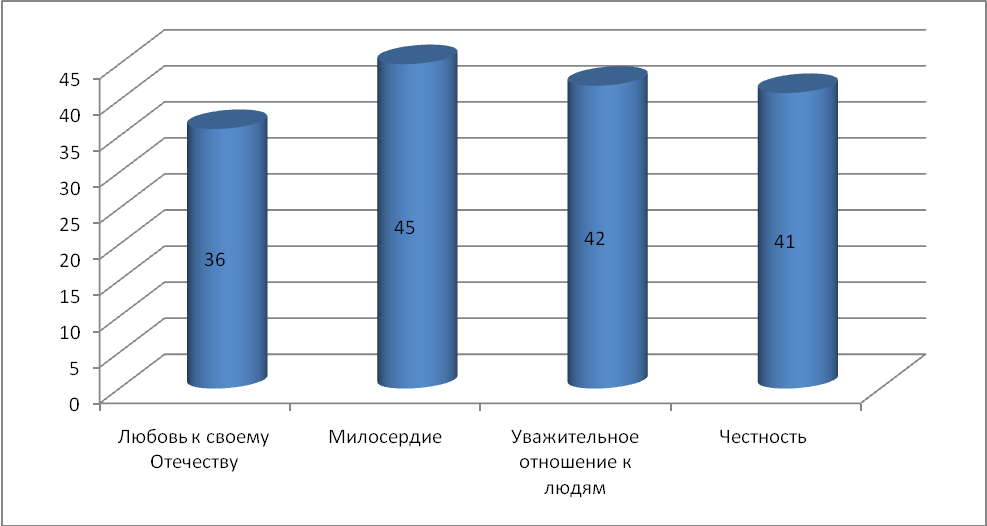 45
40
35
30
25
20
15
10
5
0
36
45
42
41
Любовь к своему
Отечеству
Милосердие
Уважительное
отношение к
людям
Честность